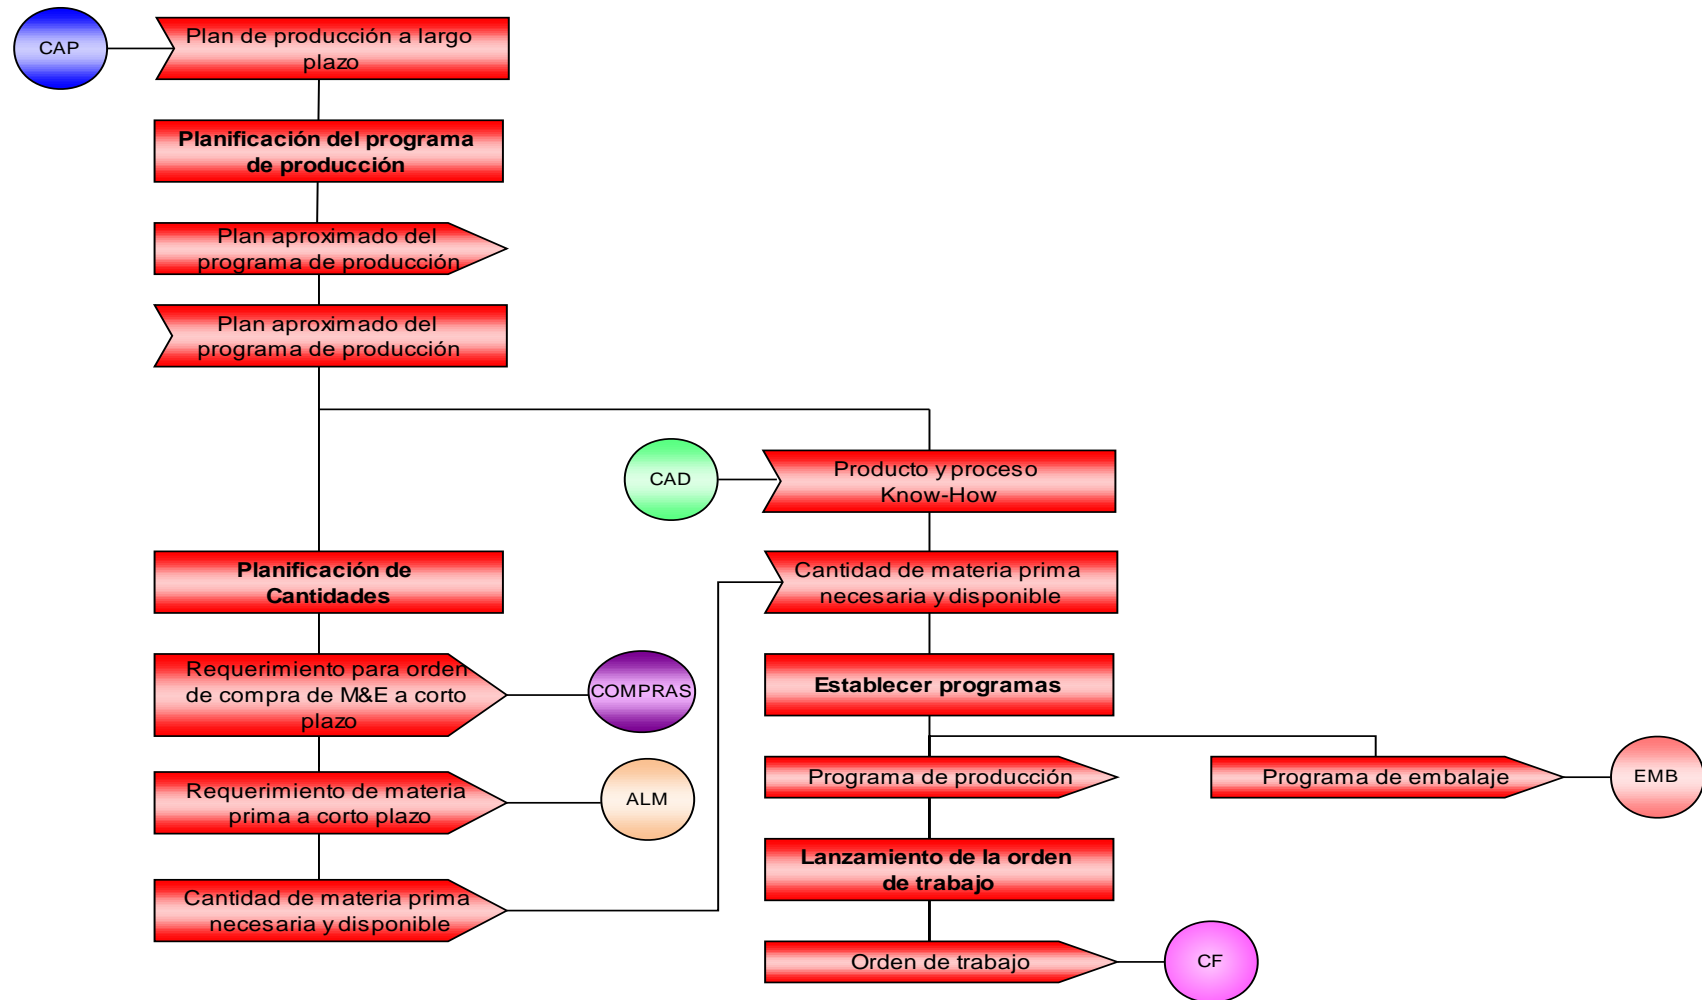 CAP
Plan de producción a largo
plazo
Planificación del programa
de producción
Plan aproximado del
programa de producción
Plan aproximado del
programa de producción
CAD
Producto y proceso
Know-How
Planificación de
Cantidades
Cantidad de materia prima
necesaria y disponible
Requerimiento para orden
de compra de M&E a corto
plazo
COMPRAS
Establecer programas
Requerimiento de materia
prima a corto plazo
ALM
Programa de producción
Programa de embalaje
EMB
Lanzamiento de la orden
de trabajo
Cantidad de materia prima
necesaria y disponible
Orden de trabajo
CF